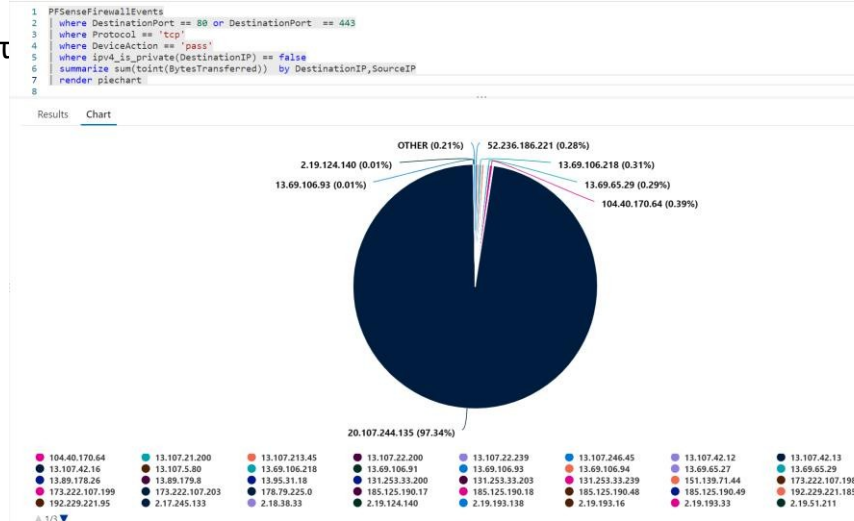 1 PFSenseFirewallEvents
2 | where DestinationPort == 80 or DestinationPort == 443
3 | where Protocol == 'tcp'
4 | where DeviceAction == 'pass'
5 | where ipv4_is_private(DestinationIP) == false
6 | summarize sum(toint(BytesTransferred)) by DestinationIP,SourceIP
7 | render piechart
8
...
Results Chart
OTHER (0.21%) 52.236.186.221 (0.28%)
2.19.124.140 (0.01%) 13.69.106.218 (0.31%)
13.69.106.93 (0.01%) 13.69.65.29 (0.29%)
104.40.170.64 (0.39%)
20.107.244.135 (97.34%)
104.40.170.64 13.107.21.200 13.107.213.45 13.107.22.200 13.107.22.239 13.107.246.45 13.107.42.12 13.107.42.13
13.107.42.16 13.107.5.80 13.69.106.218 13.69.106.91 13.69.106.93 13.69.106.94 13.69.65.27 13.69.65.29
13.89.178.26 13.89.179.8 13.95.31.18 131.253.33.200 131.253.33.203 131.253.33.239 151.139.71.44 173.222.107.198
173.222.107.199 173.222.107.203 178.79.225.0 185.125.190.17 185.125.190.18 185.125.190.48 185.125.190.49 192.229.221.185
192.229.221.95 2.17.245.133 2.18.38.33 2.19.124.140 2.19.193.138 2.19.193.16 2.19.193.33 2.19.51.211
1/3